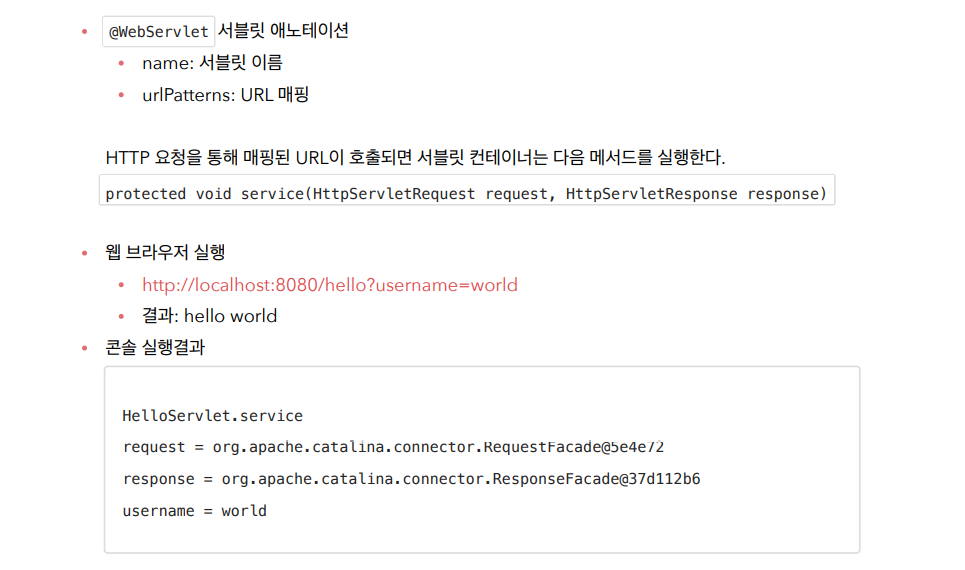 @WebServlet 서블릿 애노테이션
name: 서블릿 이름
urlPatterns: URL 매핑
HTTP 요청을 통해 매핑된 URL이 호출되면 서블릿 컨테이너는 다음 메서드를 실행한다.
protected void service(HttpServletRequest request, HttpServletResponse response)
웹 브라우저 실행
http://localhost:8080/hello?username=world
결과: hello world
콘솔 실행결과
HelloServlet.service
request = org.apache.catalina.connector.RequestFacade@5e4e72
response = org.apache.catalina.connector.ResponseFacade@37d112b6
username = world